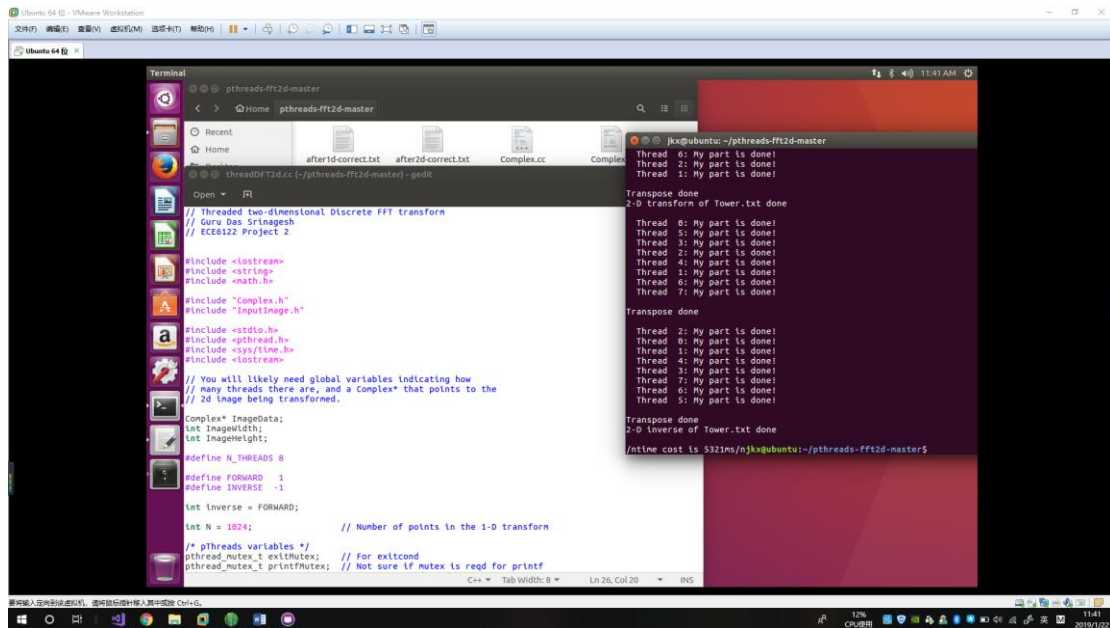 Ubuntu 64 位 - VMware Workstation
文件(F) 编辑(E) 查看(V) 虚拟机(M) 选项卡(T) 帮助(H)
Ubuntu 64 位
Terminal
11:41 AM
pthreads-fft2d-master
Home pthreads-fft2d-master
Recent
Home
after1d-correct.txt after2d-correct.txt Complex.cc Complex
threadDFT2d.cc (~/pthreads-fft2d-master) - gedit
Open
// Threaded two-dimensional Discrete FFT transform
// Guru Das Srinagesh
// ECE6122 Project 2
#include <iostream>
#include <string>
#include <math.h>
#include "Complex.h"
#include "InputImage.h"
#include <stdio.h>
#include <pthread.h>
#include <sys/time.h>
#include <iostream>
// You will likely need global variables indicating how
// many threads there are, and a Complex* that points to the
// 2d image being transformed.
Complex* ImageData;
int ImageWidth;
int ImageHeight;
#define N_THREADS 8
#define FORWARD 1
#define INVERSE -1
int inverse = FORWARD;
int N = 1024; // Number of points in the 1-D transform
/* pThreads variables */
pthread_mutex_t exitMutex; // For exitcond
pthread_mutex_t printfMutex; // Not sure if mutex is reqd for printf
C++ Tab Width: 8 Ln 26, Col 20 INS
jkx@ubuntu: ~/pthreads-fft2d-master
Thread 6: My part is done!
Thread 2: My part is done!
Thread 1: My part is done!
Transpose done
2-D transform of Tower.txt done
Thread 0: My part is done!
Thread 5: My part is done!
Thread 3: My part is done!
Thread 2: My part is done!
Thread 4: My part is done!
Thread 1: My part is done!
Thread 6: My part is done!
Thread 7: My part is done!
Transpose done
Thread 2: My part is done!
Thread 0: My part is done!
Thread 1: My part is done!
Thread 4: My part is done!
Thread 3: My part is done!
Thread 7: My part is done!
Thread 6: My part is done!
Thread 5: My part is done!
Transpose done
2-D inverse of Tower.txt done
/ntime cost is 5321ms/njkx@ubuntu:~/pthreads-fft2d-master$
要将输入定向到该虚拟机，请将鼠标指针移入其中或按 Ctrl+G。
12%
CPU使用
英
11:41
2019/1/22